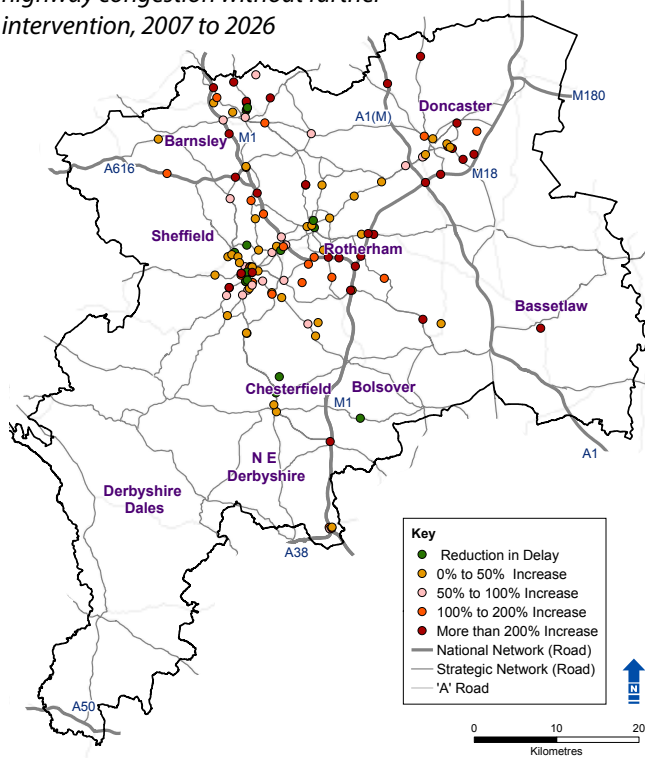 highway congestion without further
intervention, 2007 to 2026
Doncaster
M180
A1(M)
Barnsley
M1
A616
M18
Sheffield
Rotherham
Bassetlaw
Chesterfield
Bolsover
M1
A1
N E
Derbyshire
Derbyshire
Dales
A38
A50
Key
Reduction in Delay
0% to 50% Increase
50% to 100% Increase
100% to 200% Increase
More than 200% Increase
National Network (Road)
Strategic Network (Road)
'A' Road
N
0 10 20
Kilometres